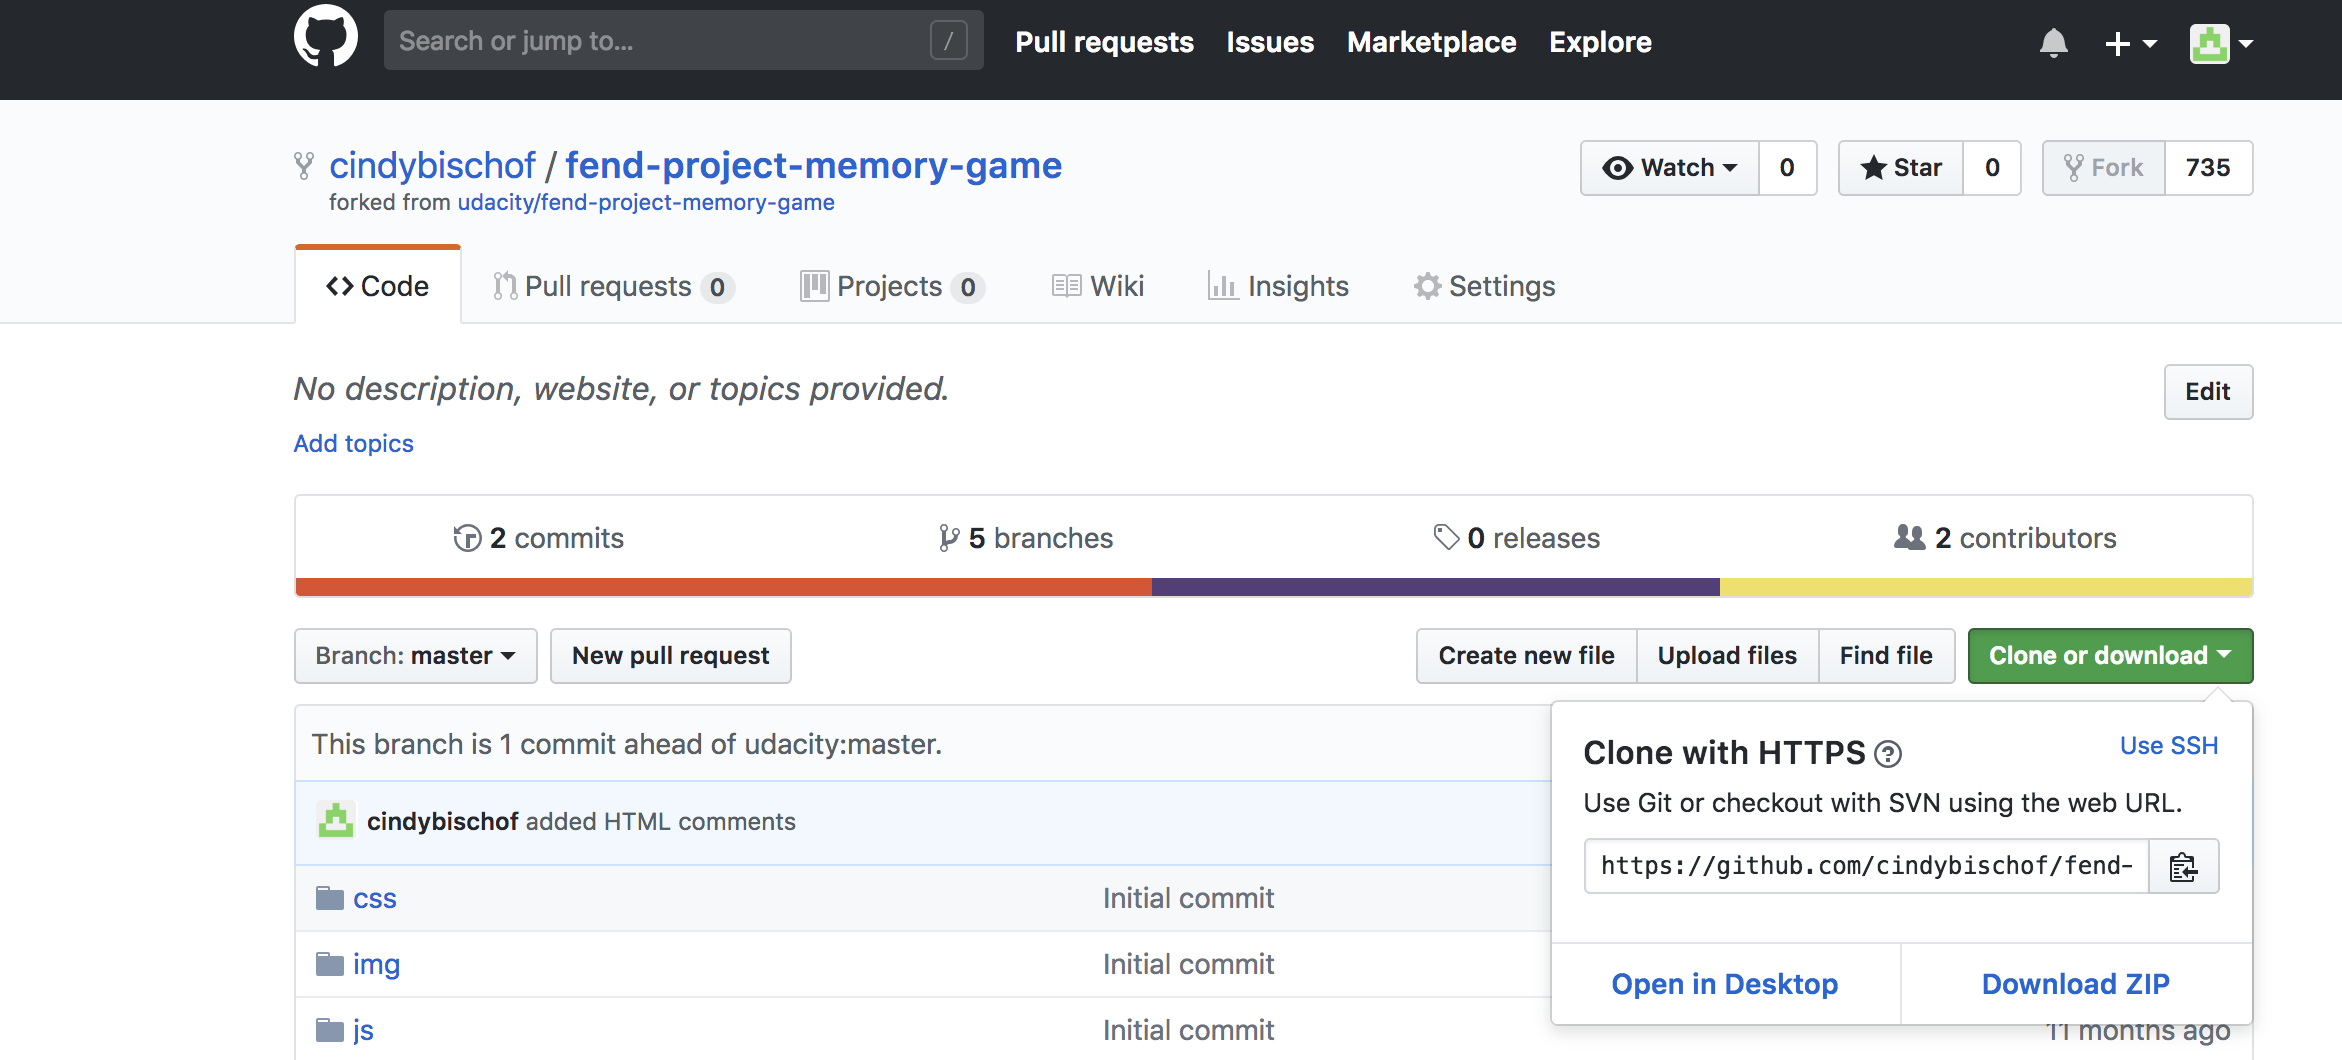 Search or jump to... /
Pull requests Issues Marketplace Explore
cindybischof / fend-project-memory-game
forked from udacity/fend-project-memory-game
Watch 0 Star 0 Fork 735
Code Pull requests 0 Projects 0 Wiki Insights Settings
No description, website, or topics provided.
Edit
Add topics
2 commits 5 branches 0 releases 2 contributors
Branch: master New pull request Create new file Upload files Find file Clone or download
This branch is 1 commit ahead of udacity:master.
cindybischof added HTML comments
css Initial commit
img Initial commit
js Initial commit 11 months ago
Clone with HTTPS ?
Use SSH
Use Git or checkout with SVN using the web URL.
https://github.com/cindybischof/fend-
Open in Desktop Download ZIP